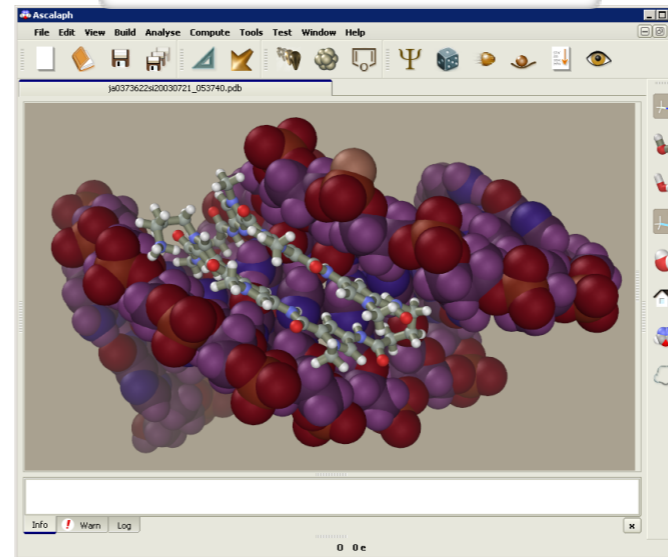 Ascalaph
File Edit View Build Analyse Compute Tools Test Window Help
ja0373622si20030721_053740.pdb
Info ! Warn Log
0 0e